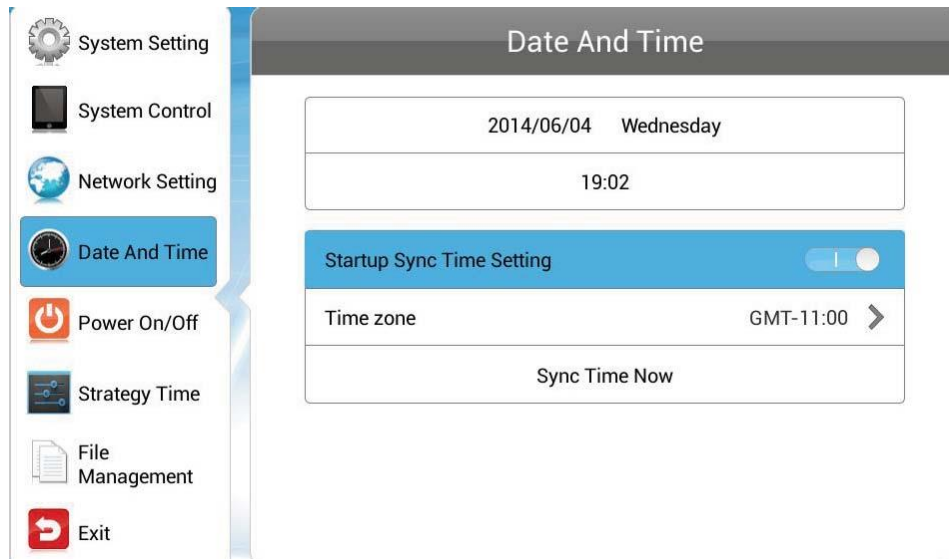 System Setting
System Control
Network Setting
Date And Time
Power On/Off
Strategy Time
File
Management
Exit
Date And Time
2014/06/04 Wednesday
19:02
Startup Sync Time Setting
Time zone GMT-11:00
Sync Time Now